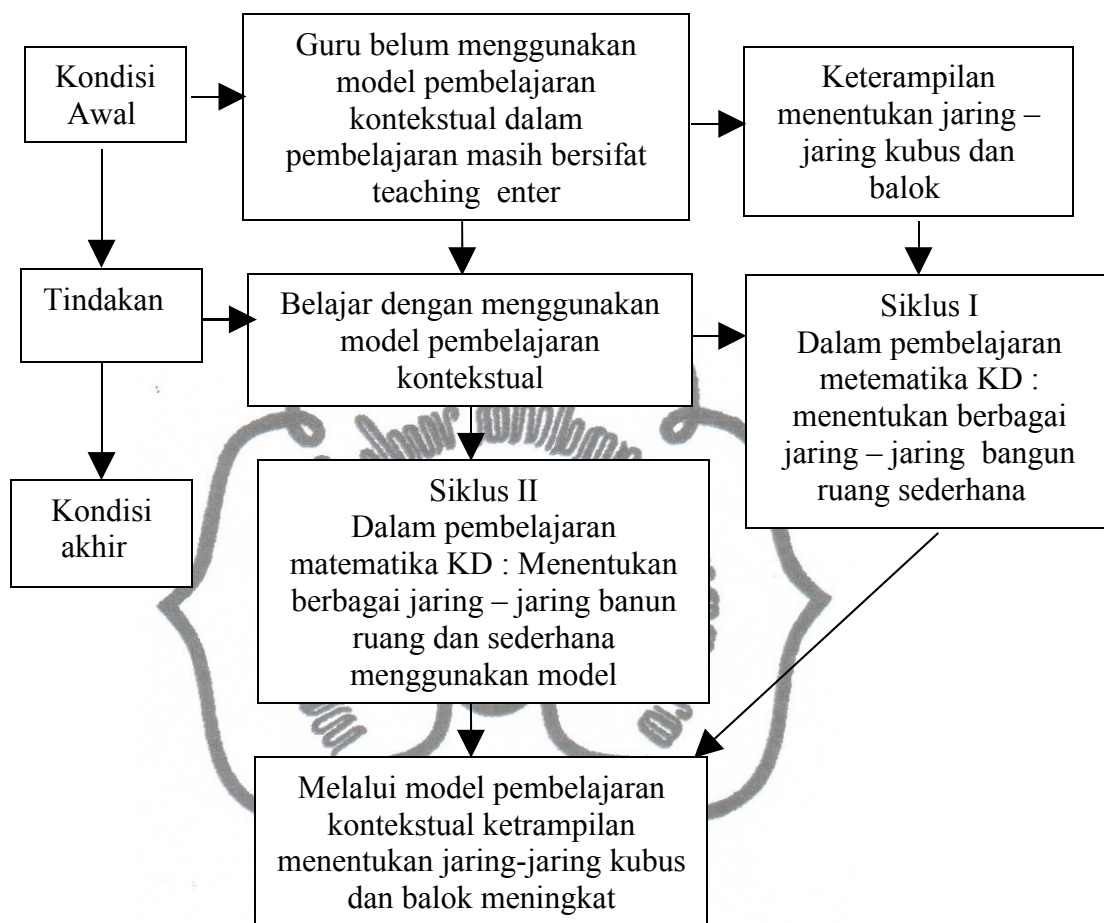 Kondisi
Awal
Guru belum menggunakan
model pembelajaran
kontekstual dalam
pembelajaran masih bersifat
teaching enter
Keterampilan
menentukan jaring –
jaring kubus dan
balok
Tindakan
Belajar dengan menggunakan
model pembelajaran
kontekstual
Siklus I
Dalam pembelajaran
metematika KD :
menentukan berbagai
jaring – jaring bangun
ruang sederhana
Kondisi
akhir
Siklus II
Dalam pembelajaran
matematika KD : Menentukan
berbagai jaring – jaring banun
ruang dan sederhana
menggunakan model
Melalui model pembelajaran
kontekstual ketrampilan
menentukan jaring-jaring kubus
dan balok meningkat